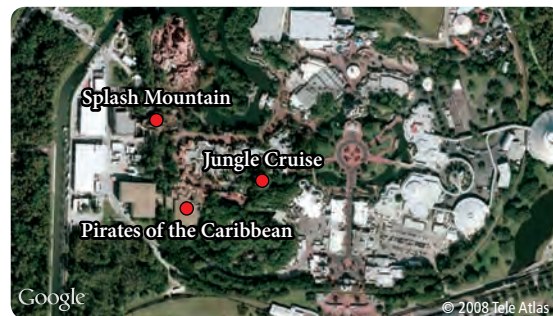 Splash Mountain
Jungle Cruise
Pirates of the Caribbean
Google
© 2008 Tele Atlas